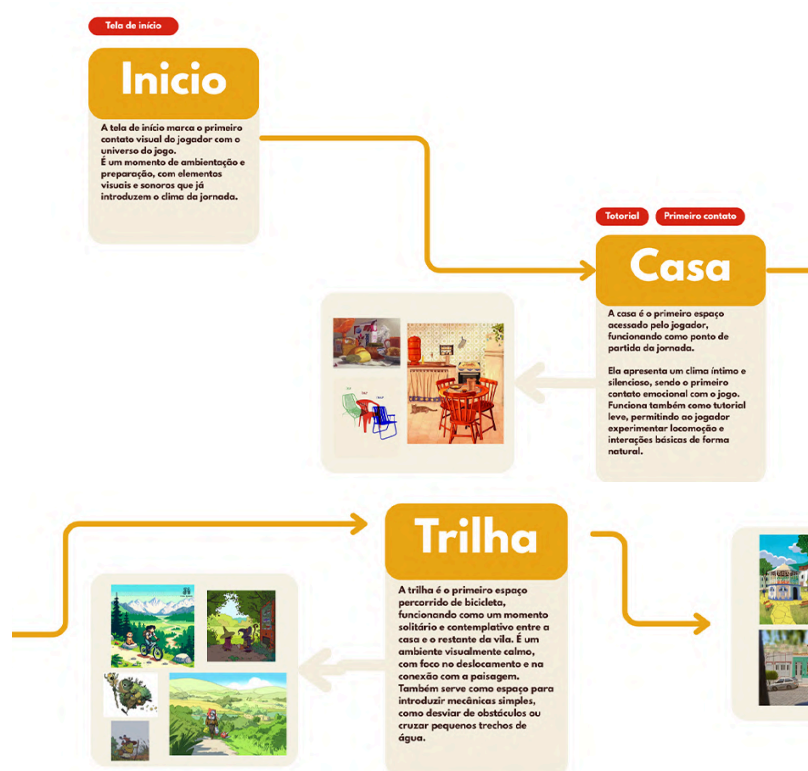 Tela de início
Inicio
A tela de início marca o primeiro
contato visual do jogador com o
universo do jogo.
É um momento de ambientação e
preparação, com elementos
visuais e sonoros que já
introduzem o clima da jornada.
Totorial
Primeiro contato
Casa
A casa é o primeiro espaço
acessado pelo jogador,
funcionando como ponto de
partida da jornada.
Ela apresenta um clima íntimo e
silencioso, sendo o primeiro
contato emocional com o jogo.
Funciona também como tutorial
leve, permitindo ao jogador
experimentar locomoção e
interações básicas de forma
natural.
Trilha
A trilha é o primeiro espaço
percorrido de bicicleta,
funcionando como um momento
solitário e contemplativo entre a
casa e o restante da vila. É um
ambiente visualmente calmo,
com foco no deslocamento e na
conexão com a paisagem.
Também serve como espaço para
introduzir mecânicas simples,
como desviar de obstáculos ou
cruzar pequenos trechos de
água.